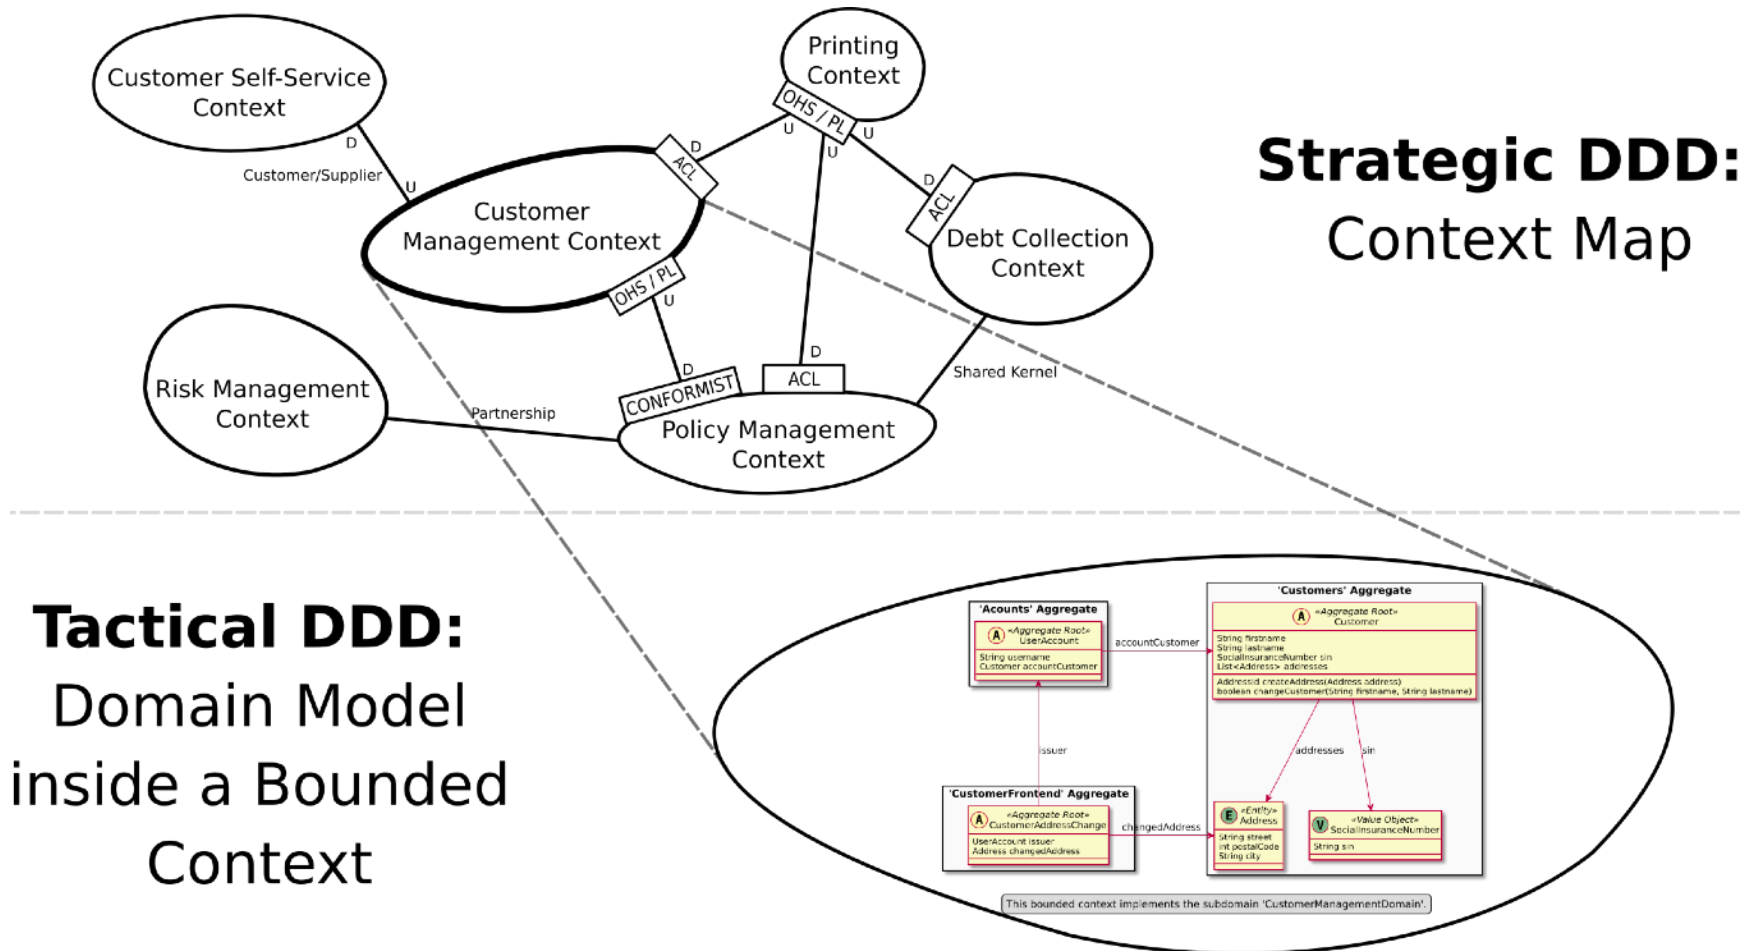 Customer Self-Service
Context
D
Customer/Supplier
U
Printing
Context
OHS / PL
U
U
U
D
ACL
D
ACL
Customer
Management Context
OHS / PL
U
Debt Collection
Context
Strategic DDD:
Context Map
Risk Management
Context
Partnership
D
CONFORMIST
D
ACL
Shared Kernel
Policy Management
Context
Tactical DDD:
Domain Model
inside a Bounded
Context
'Acounts' Aggregate
A «Aggregate Root»
UserAccount
String username
Customer accountCustomer
accountCustomer
'Customers' Aggregate
A «Aggregate Root»
Customer
String firstname
String lastname
SocialInsuranceNumber sin
List<Address> addresses
AddressId createAddress(Address address)
boolean changeCustomer(String firstname, String lastname)
issuer
addresses
sin
'CustomerFrontend' Aggregate
A «Aggregate Root»
CustomerAddressChange
UserAccount issuer
Address changedAddress
changedAddress
E «Entity»
Address
String street
int postalCode
String city
V «Value Object»
SocialInsuranceNumber
String sin
This bounded context implements the subdomain 'CustomerManagementDomain'.